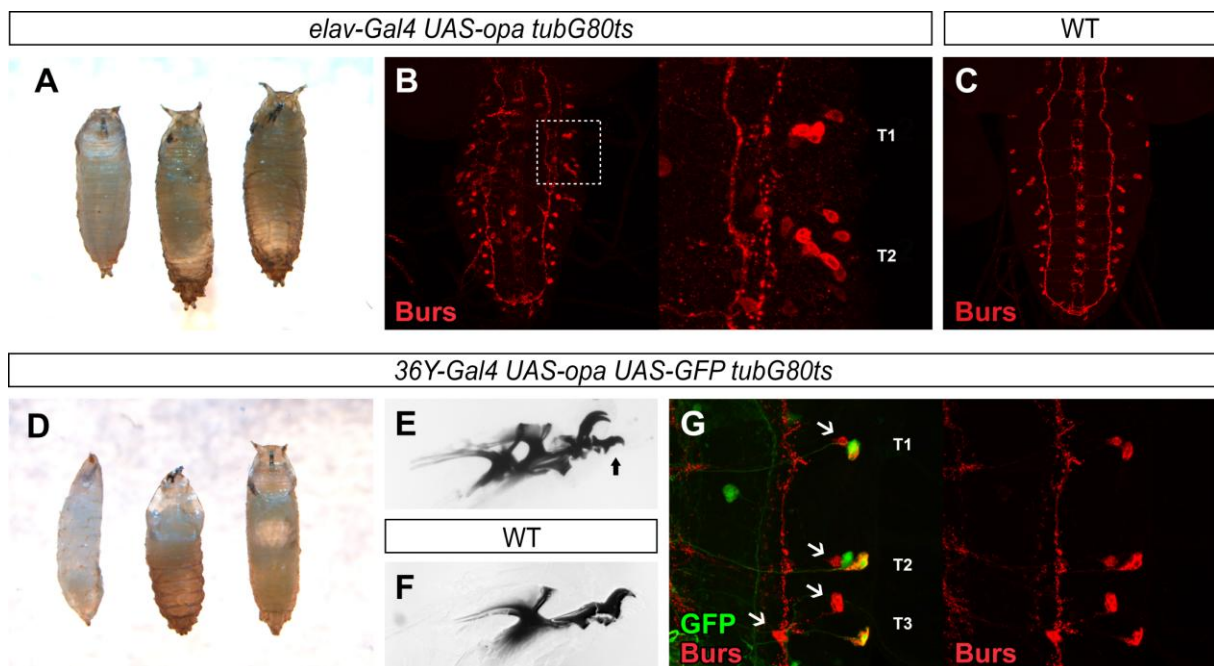 elav-Gal4 UAS-opa tubG80ts
WT
A
B
C
T1
T2
Burs
Burs
36Y-Gal4 UAS-opa UAS-GFP tubG80ts
D
E
WT
F
G
T1
T2
T3
GFP
Burs
Burs